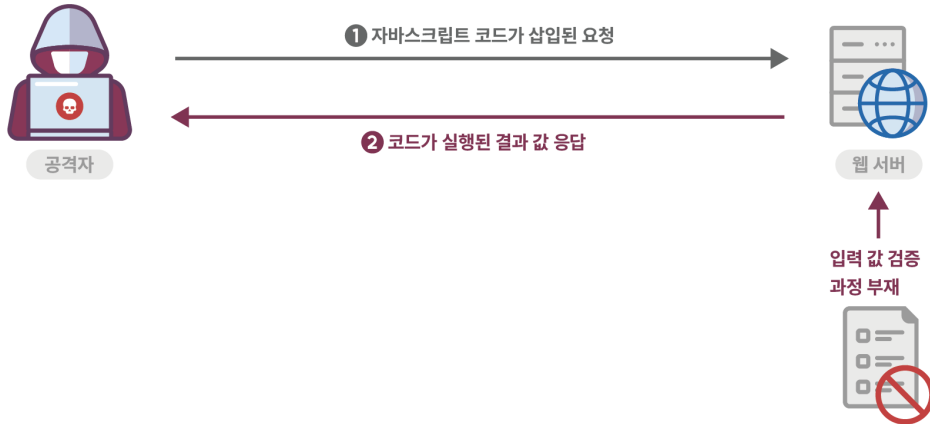 ❶ 자바스크립트 코드가 삽입된 요청
❷ 코드가 실행된 결과 값 응답
공격자
웹 서버
입력 값 검증
과정 부재